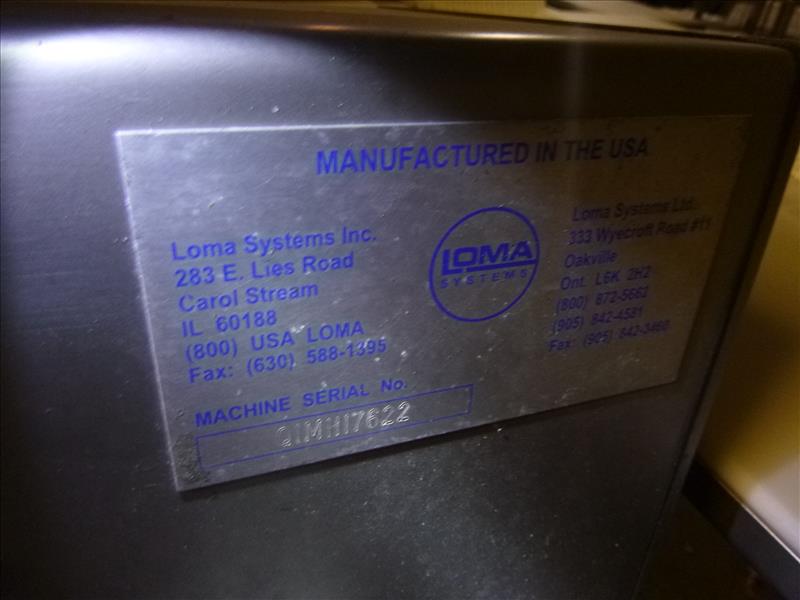 MANUFACTURED IN THE USA
Loma Systems Inc.
283 E. Lies Road
Carol Stream
IL 60188
(800) USA LOMA
Fax: (630) 588-1395
LOMA
SYSTEMS
Loma Systems Ltd.
333 Wyecroft Road #11
Oakville
Ont. L6K 2H2
(800) 872-5662
(905) 842-4581
Fax: (905) 842-3460
MACHINE SERIAL No.